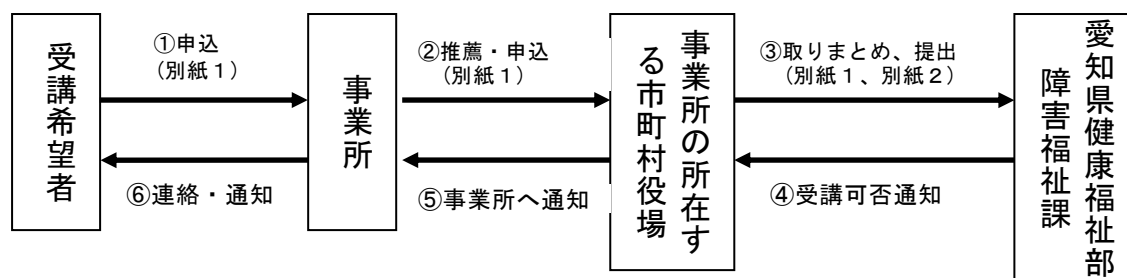 受講希望者
①申込
(別紙１)
⑥連絡・通知
事業所
②推薦・申込
(別紙１)
⑤事業所へ通知
事業所の所在す
る市町村役場
③取りまとめ、提出
(別紙１、別紙２)
④受講可否通知
愛知県健康福祉部
障害福祉課